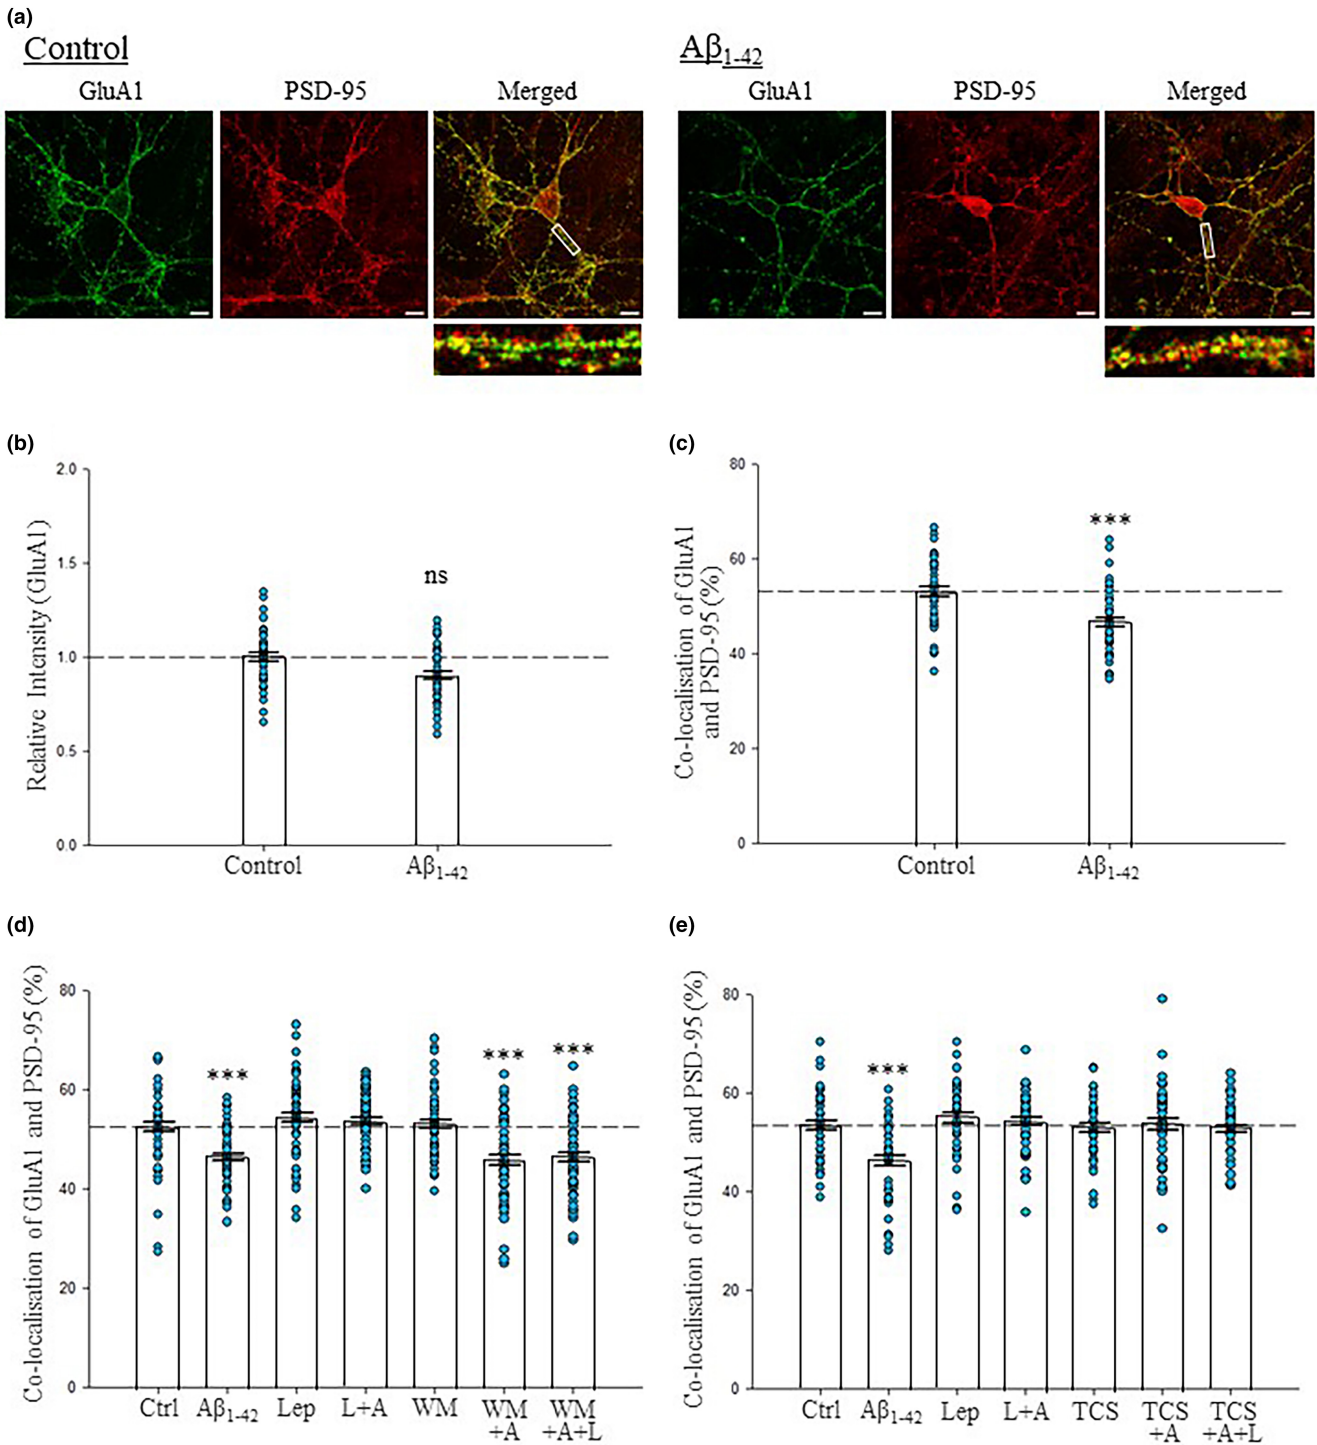 (a)
Control
Aβ1-42
GluA1 PSD-95 Merged
GluA1 PSD-95 Merged
(b)
Relative Intensity (GluA1)
2.0
1.5
1.0
0.5
0.0
ns
Control Aβ1-42
(c)
Co-localisation of GluA1
and PSD-95 (%)
80
60
40
20
0
***
Control Aβ1-42
(d)
Co-localisation of GluA1 and PSD-95 (%)
80
60
40
20
0
*** *** ***
Ctrl Aβ1-42 Lep L+A WM WM WM
+A +A+L
(e)
Co-localisation of GluA1 and PSD-95 (%)
80
60
40
20
0
***
Ctrl Aβ1-42 Lep L+A TCS TCS TCS
+A +A+L